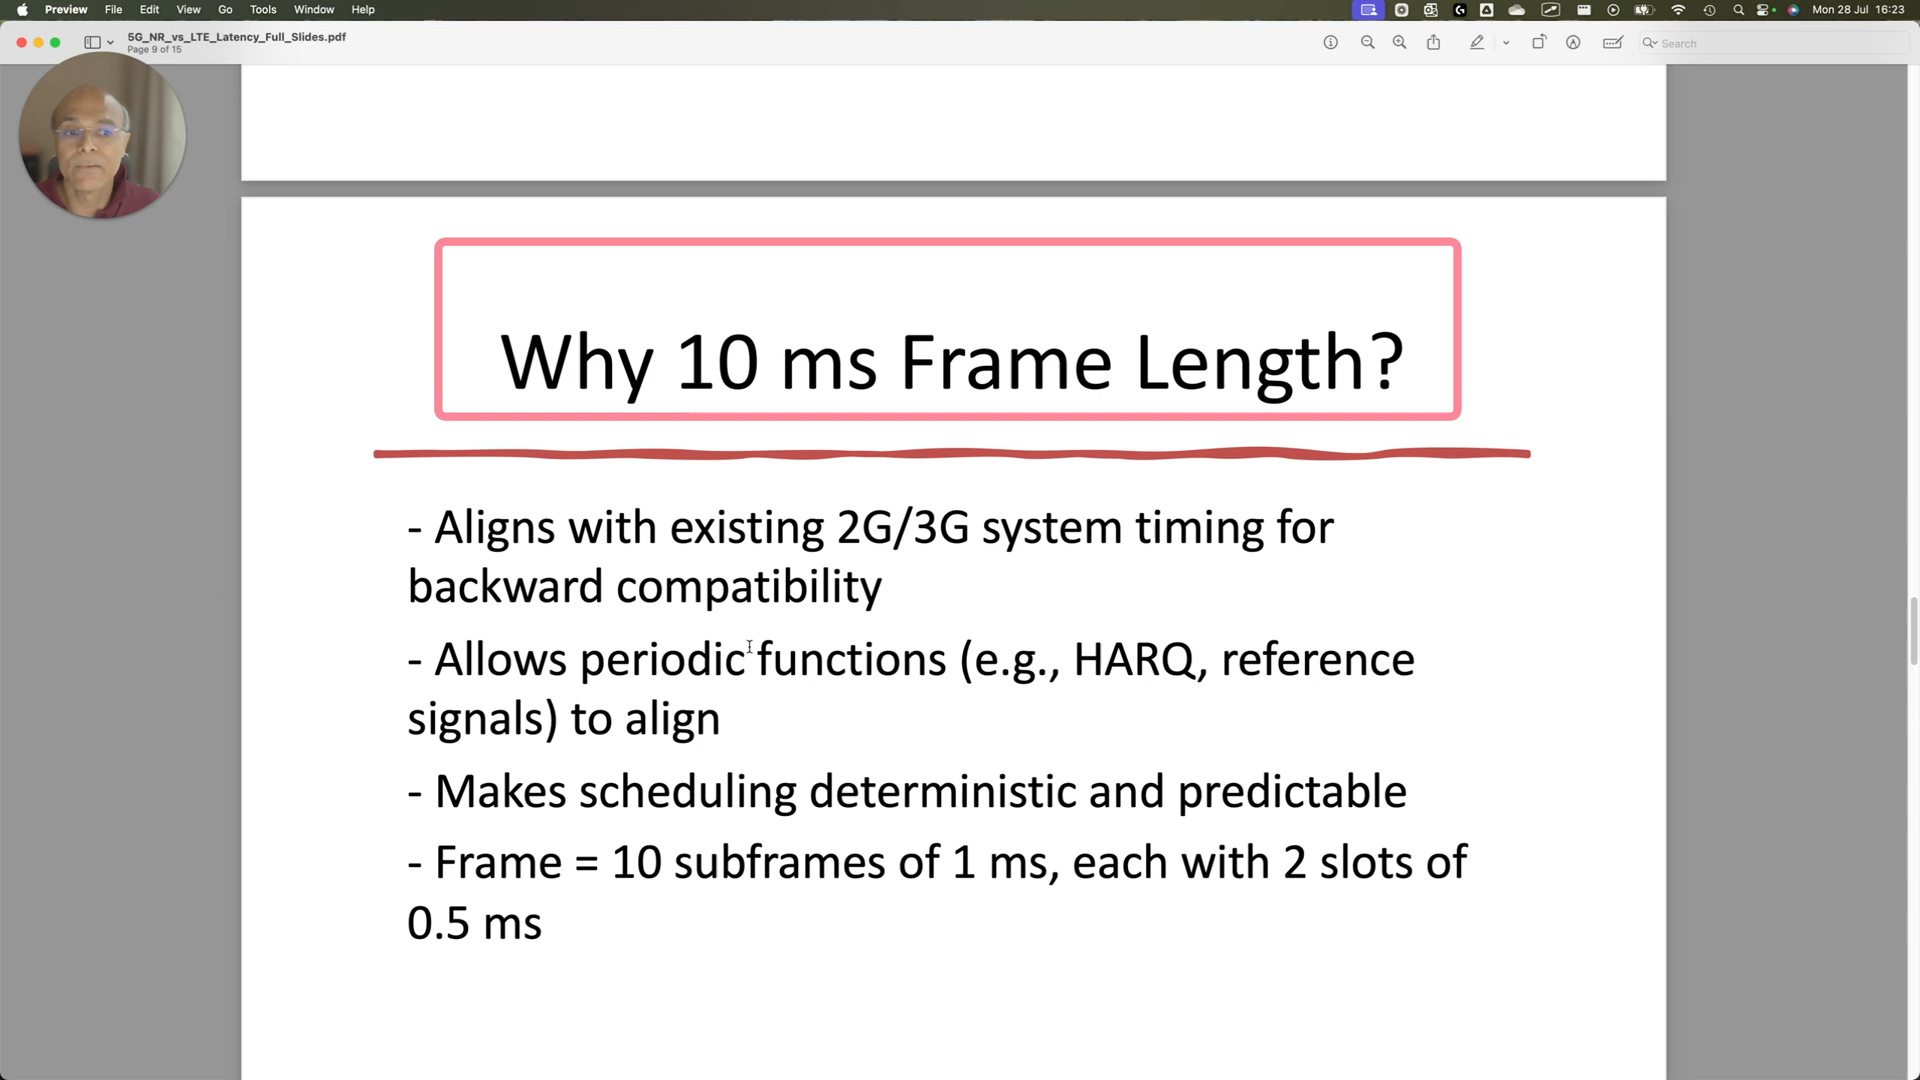 Preview File Edit View Go Tools Window Help Mon 28 Jul 16:23
5G_NR_vs_LTE_Latency_Full_Slides.pdf
Page 9 of 15
Search
Why 10 ms Frame Length?
- Aligns with existing 2G/3G system timing for
backward compatibility
- Allows periodic functions (e.g., HARQ, reference
signals) to align
- Makes scheduling deterministic and predictable
- Frame = 10 subframes of 1 ms, each with 2 slots of
0.5 ms